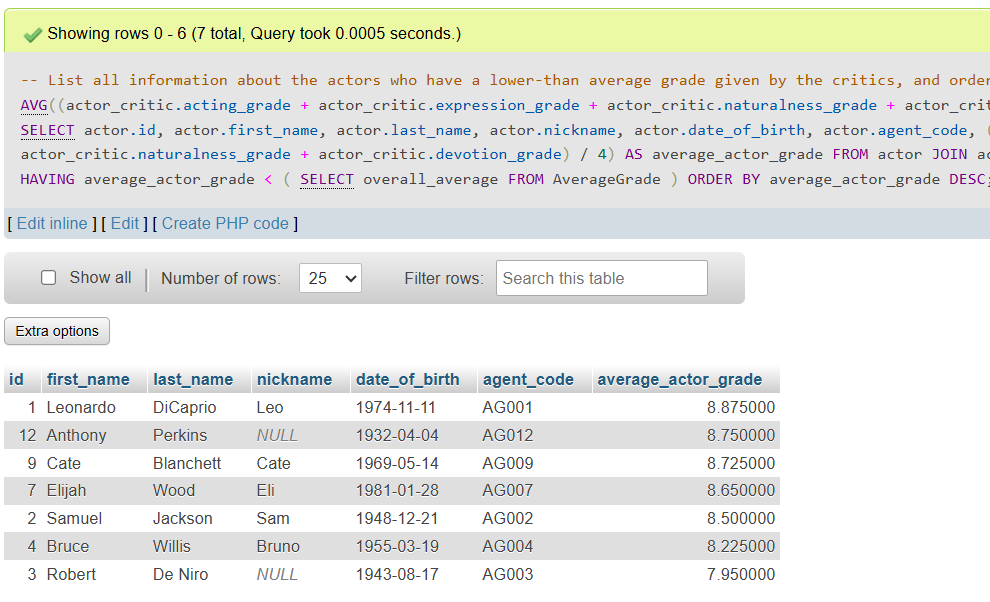 Showing rows 0 - 6 (7 total, Query took 0.0005 seconds.)
-- List all information about the actors who have a lower-than average grade given by the critics, and order
AVG((actor_critic.acting_grade + actor_critic.expression_grade + actor_critic.naturalness_grade + actor_crit
SELECT actor.id, actor.first_name, actor.last_name, actor.nickname, actor.date_of_birth, actor.agent_code, (
actor_critic.naturalness_grade + actor_critic.devotion_grade) / 4) AS average_actor_grade FROM actor JOIN ac
HAVING average_actor_grade < ( SELECT overall_average FROM AverageGrade ) ORDER BY average_actor_grade DESC;
[ Edit inline ] [ Edit ] [ Create PHP code ]
Show all | Number of rows: 25 Filter rows: Search this table
Extra options
id first_name last_name nickname date_of_birth agent_code average_actor_grade
1 Leonardo DiCaprio Leo 1974-11-11 AG001 8.875000
12 Anthony Perkins NULL 1932-04-04 AG012 8.750000
9 Cate Blanchett Cate 1969-05-14 AG009 8.725000
7 Elijah Wood Eli 1981-01-28 AG007 8.650000
2 Samuel Jackson Sam 1948-12-21 AG002 8.500000
4 Bruce Willis Bruno 1955-03-19 AG004 8.225000
3 Robert De Niro NULL 1943-08-17 AG003 7.950000